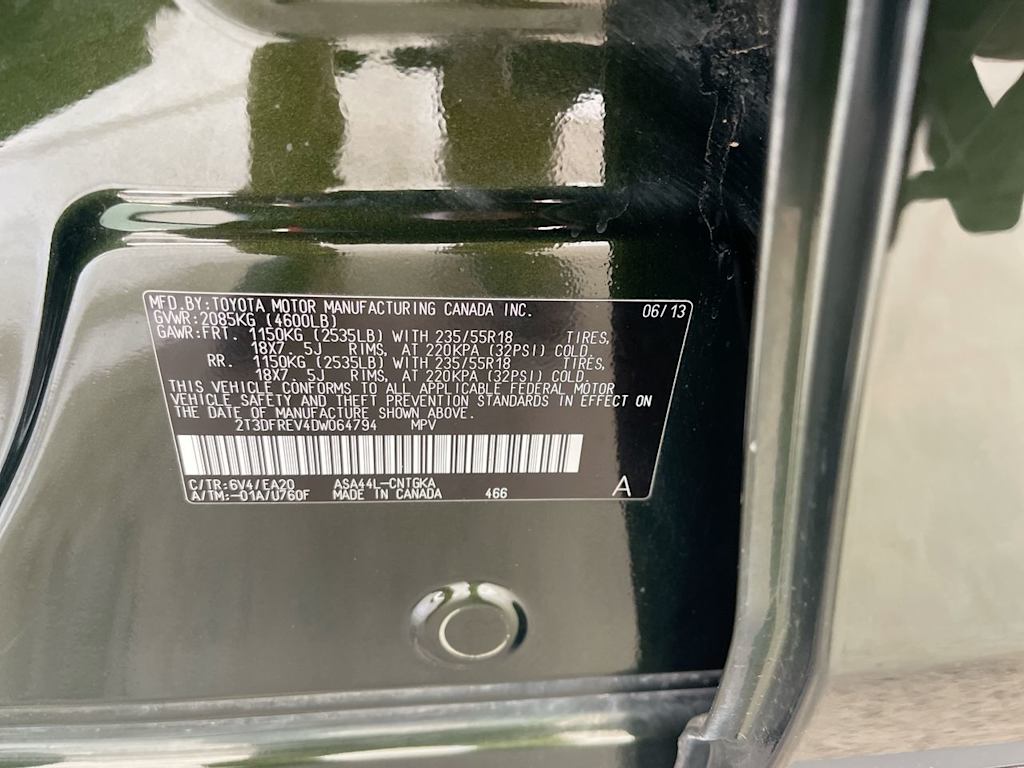 MFD.BY:TOYOTA MOTOR MANUFACTURING CANADA INC. 06/13
GVWR:2085KG (4600LB)
GAWR:FRT. 1150KG (2535LB) WITH 235/55R18 TIRES,
18X7 5J RIMS, AT 220KPA (32PSI) COLD
RR. 1150KG (2535LB) WITH 235/55R18 TIRES,
18X7 5J RIMS, AT 220KPA (32PSI) COLD.
THIS VEHICLE CONFORMS TO ALL APPLICABLE FEDERAL MOTOR
VEHICLE SAFETY AND THEFT PREVENTION STANDARDS IN EFFECT ON
THE DATE OF MANUFACTURE SHOWN ABOVE.
2T3DFREV4DW064794 MPV
C/TR:6V4/EA20 ASA44L-CNTGKA
A/TM:-01A/U760F MADE IN CANADA 466 A